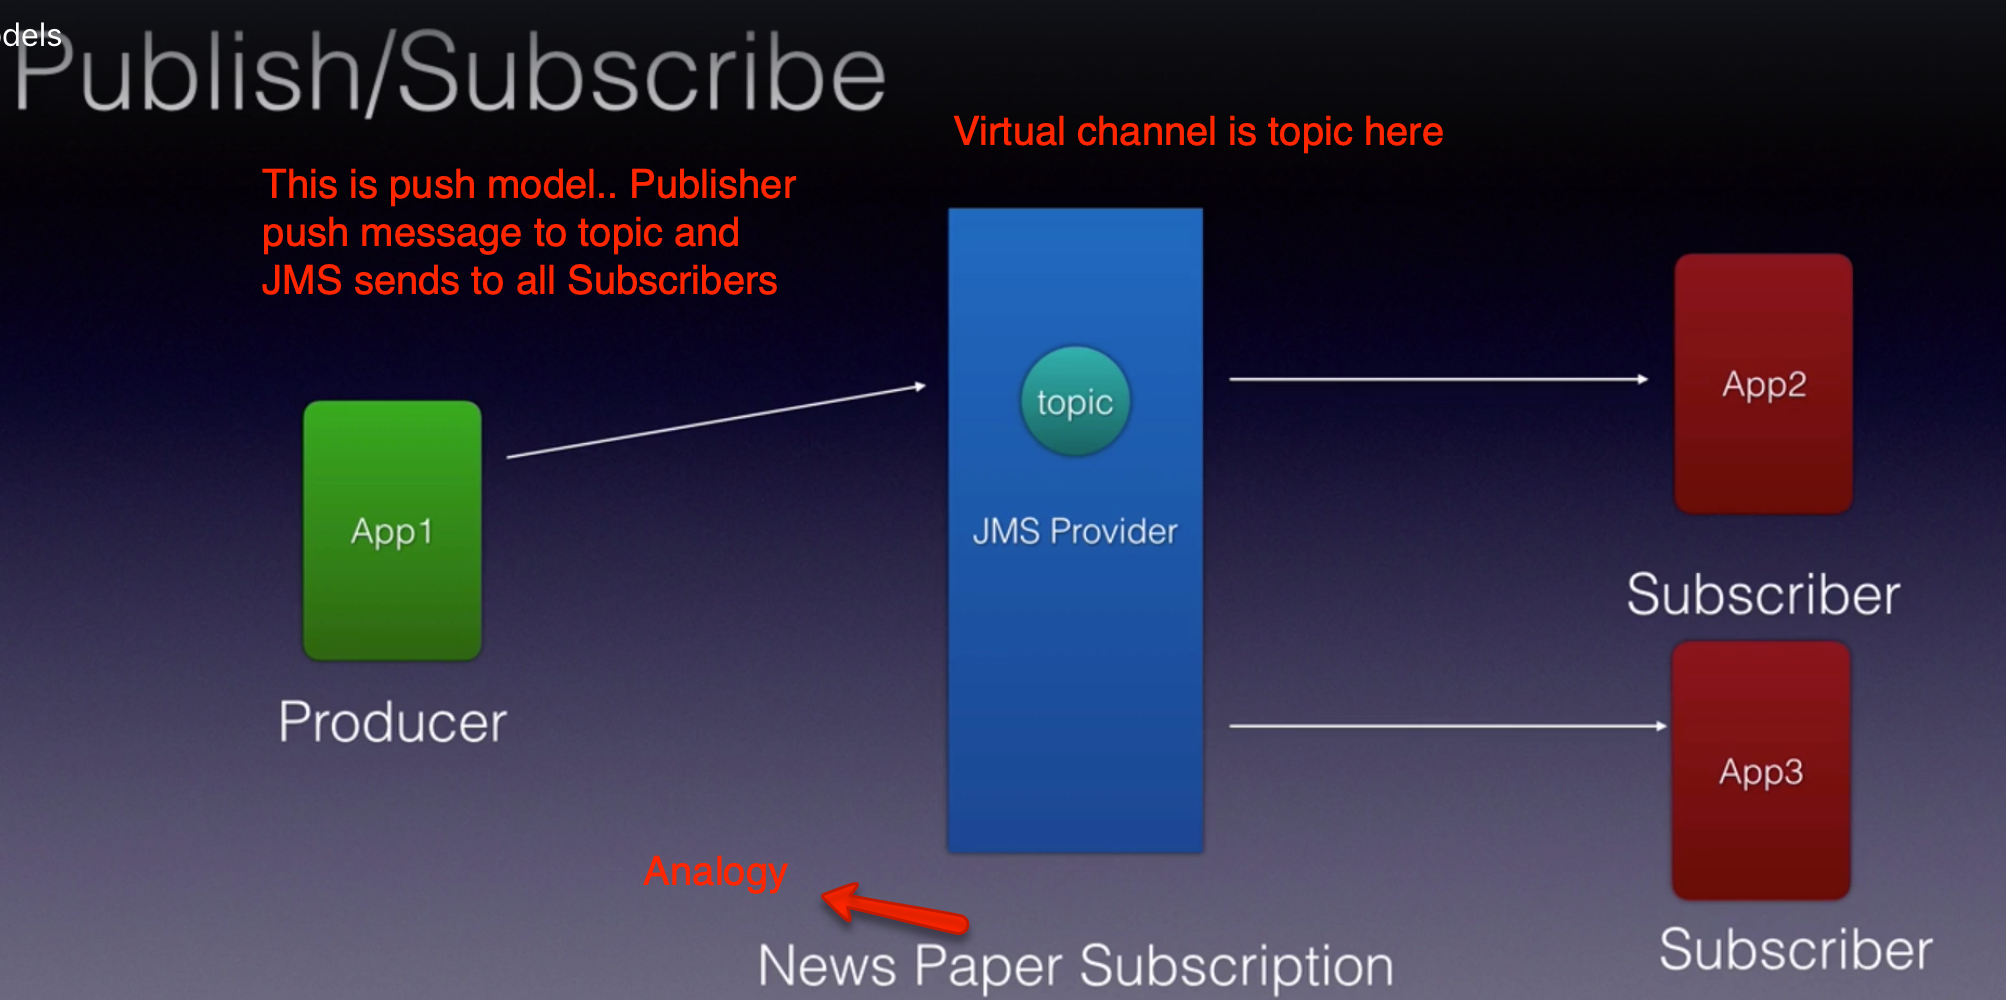 dels
Publish/Subscribe
Virtual channel is topic here
This is push model.. Publisher
push message to topic and
JMS sends to all Subscribers
topic
App2
App1
JMS Provider
Subscriber
Producer
App3
Analogy
News Paper Subscription
Subscriber